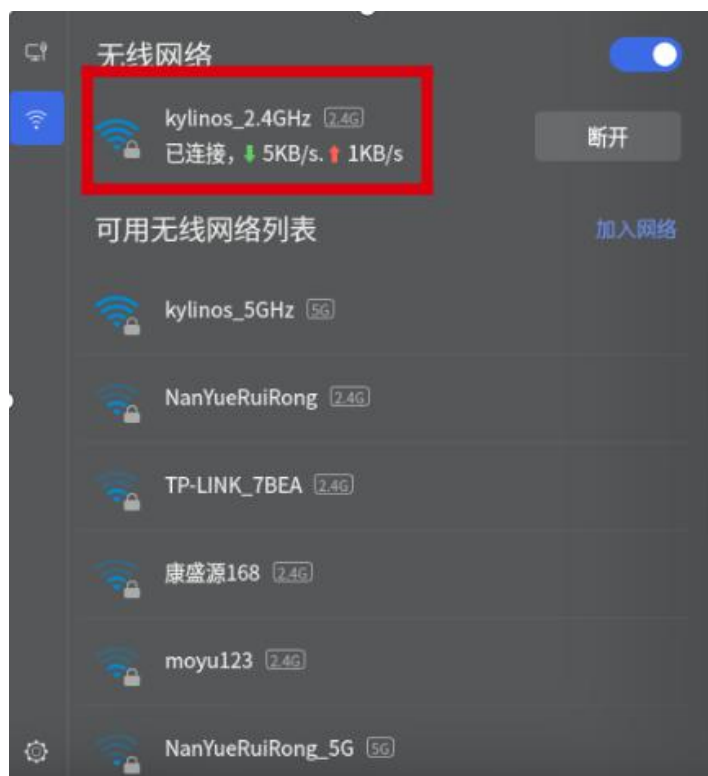 无线网络
kylinos_2.4GHz 2.4G
已连接，⬇ 5KB/s.⬆ 1KB/s
断开
可用无线网络列表
加入网络
kylinos_5GHz 5G
NanYueRuiRong 2.4G
TP-LINK_7BEA 2.4G
康盛源168 2.4G
moyu123 2.4G
NanYueRuiRong_5G 5G